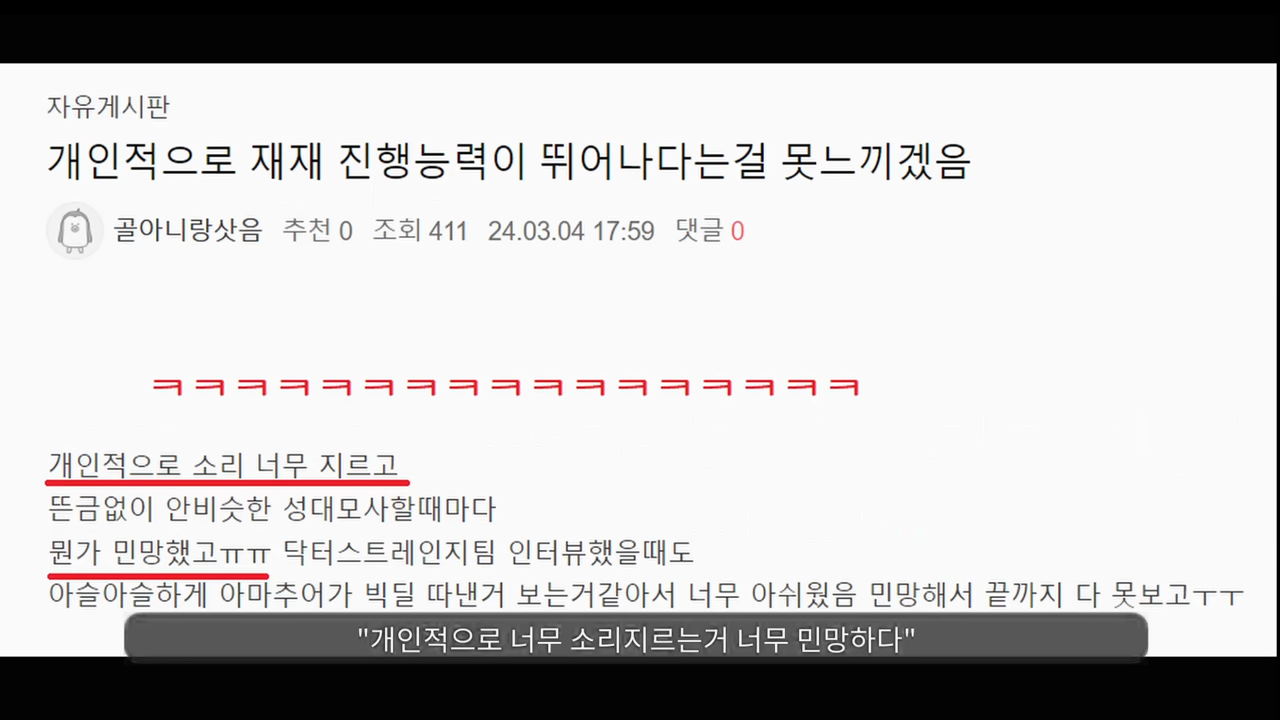 자유게시판
개인적으로 재재 진행능력이 뛰어나다는걸 못느끼겠음
골아니랑삿음 추천 0 조회 411 24.03.04 17:59 댓글 0
ㅋㅋㅋㅋㅋㅋㅋㅋㅋㅋㅋㅋㅋㅋㅋㅋㅋ
개인적으로 소리 너무 지르고
뜬금없이 안비슷한 성대모사할때마다
뭔가 민망했고ㅠㅠ 닥터스트레인지팀 인터뷰했을때도
아슬아슬하게 아마추어가 빅딜 따낸거 보는거같아서 너무 아쉬웠음 민망해서 끝까지 다 못보고ㅜㅜ
"개인적으로 너무 소리지르는거 너무 민망하다"